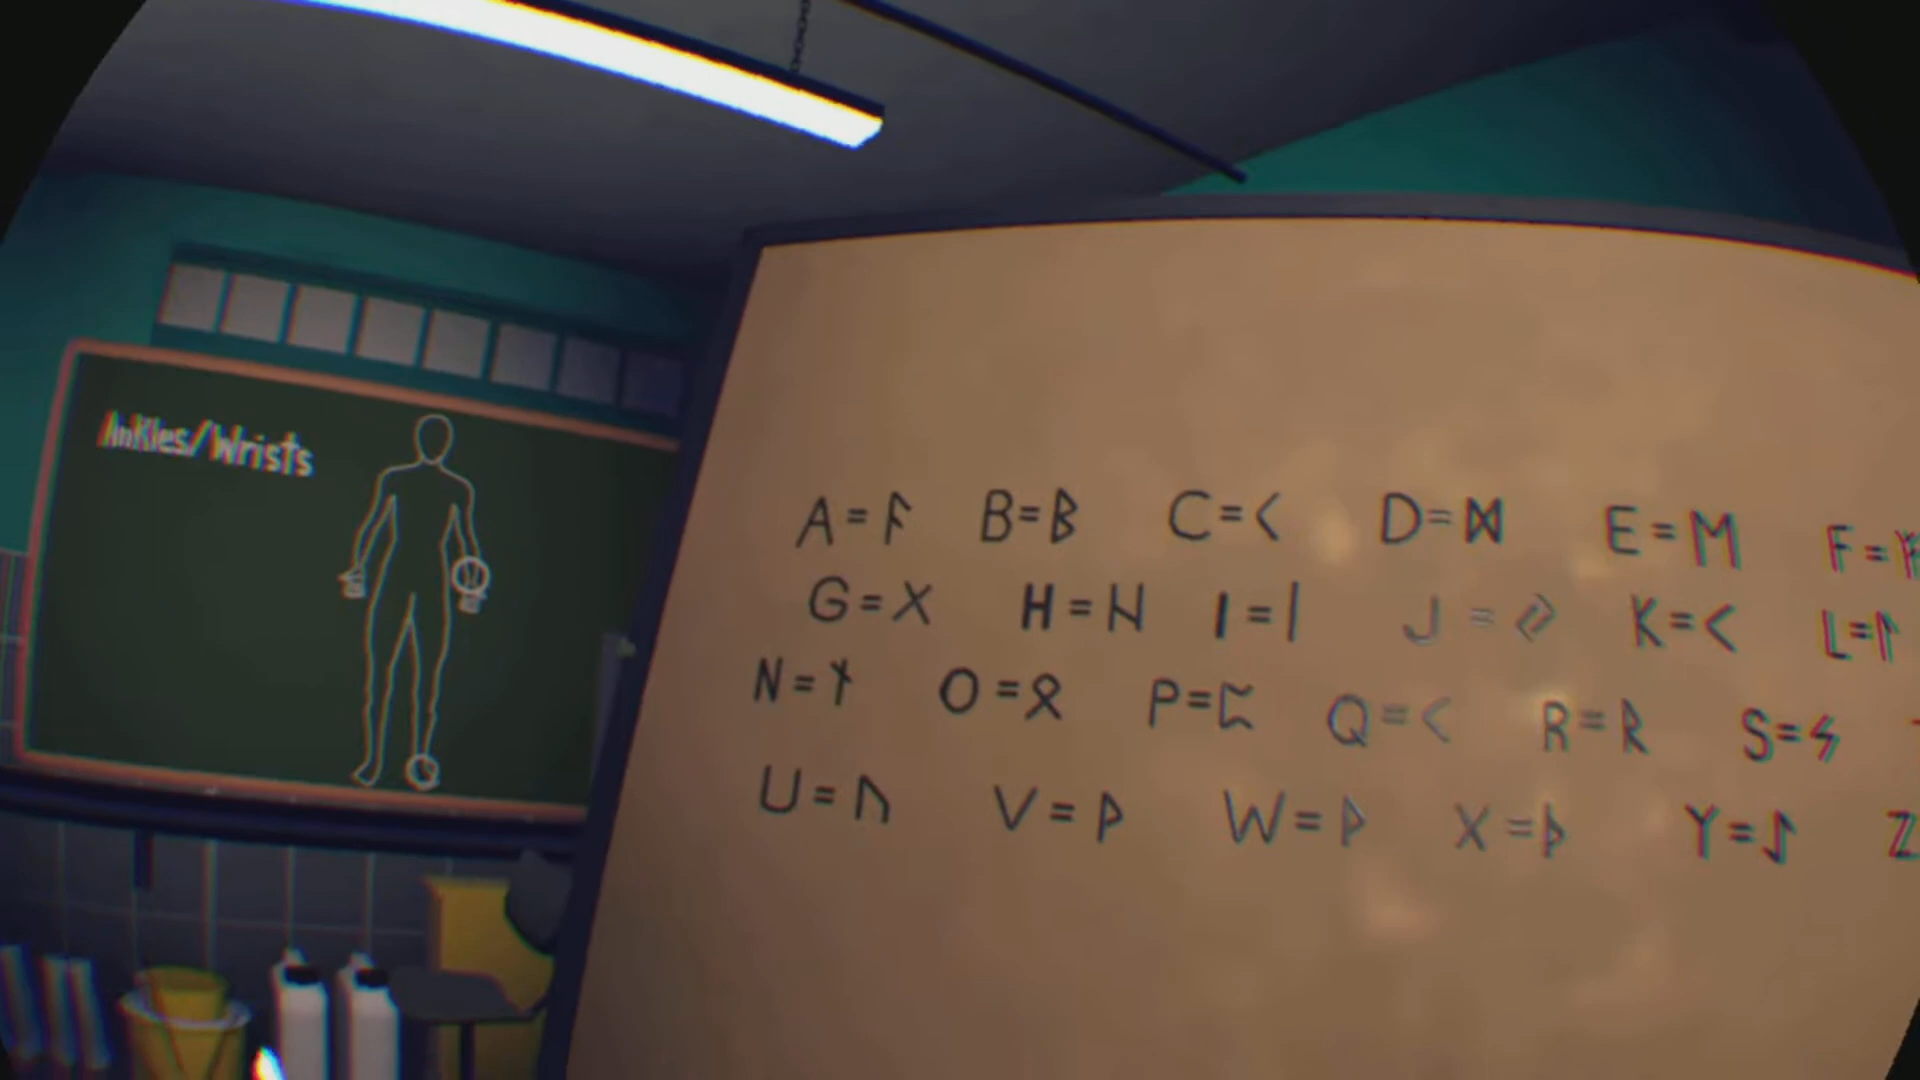 Ankles/Wrists
A=ᚨ B=ᛒ C=ᚲ D=ᛞ E=ᛖ F=ᚠ
G=ᚷ H=ᚺ I=ᛁ J=ᛃ K=ᚲ L=ᛚ
N=ᚾ O=ᛟ P=ᛈ Q=ᚲ R=ᚱ S=ᛋ
U=ᚢ V=ᚹ W=ᚹ X=ᚦ Y=ᛇ Z